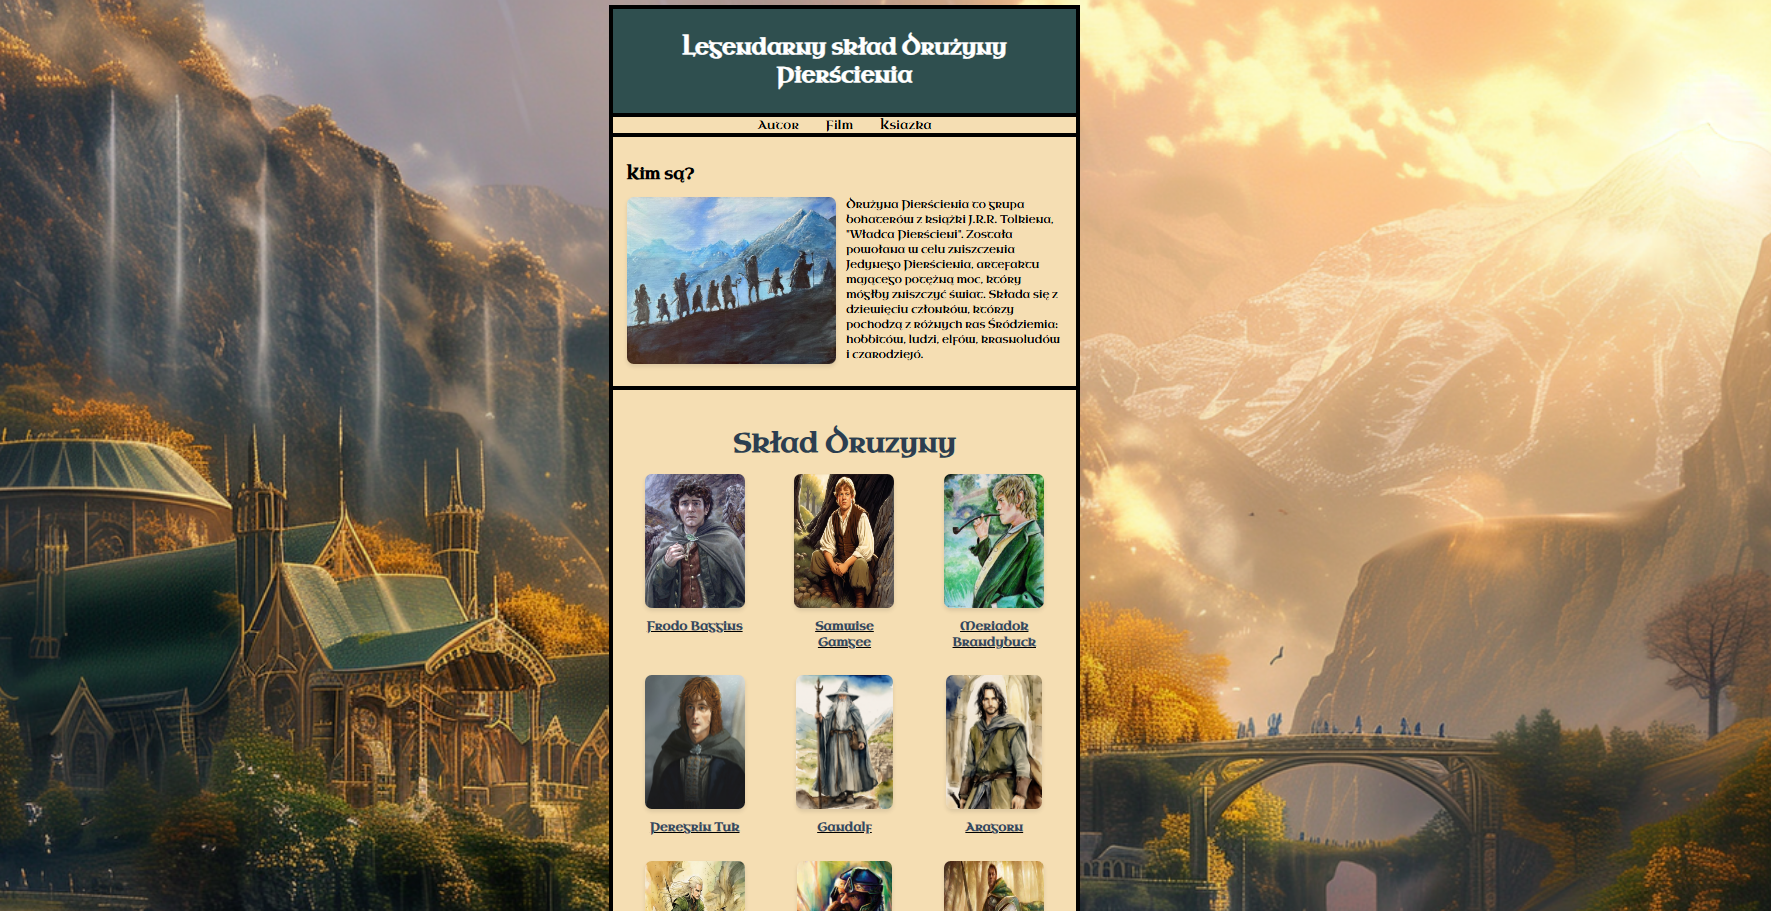 Legendarny skład Drużyny
Pierścienia
Autor Film Ksiazka
Kim są?
Drużyna Pierścienia to grupa
bohaterów z książki J.R.R. Tolkiena,
"Władca Pierścieni". Została
powołana w celu zniszczenia
Jedynego Pierścienia, artefaktu
mającego potężną moc, który
mógłby zniszczyć świat. Składa się z
dziewięciu członków, którzy
pochodzą z różnych ras Śródziemia:
hobbitów, ludzi, elfów, krasnoludów
i czarodziejó.
Skład Druzyny
Frodo Baggins
Samwise
Gamgee
Meriador
Brandybuck
Peregrin Tuk
Gandalf
Aragorn